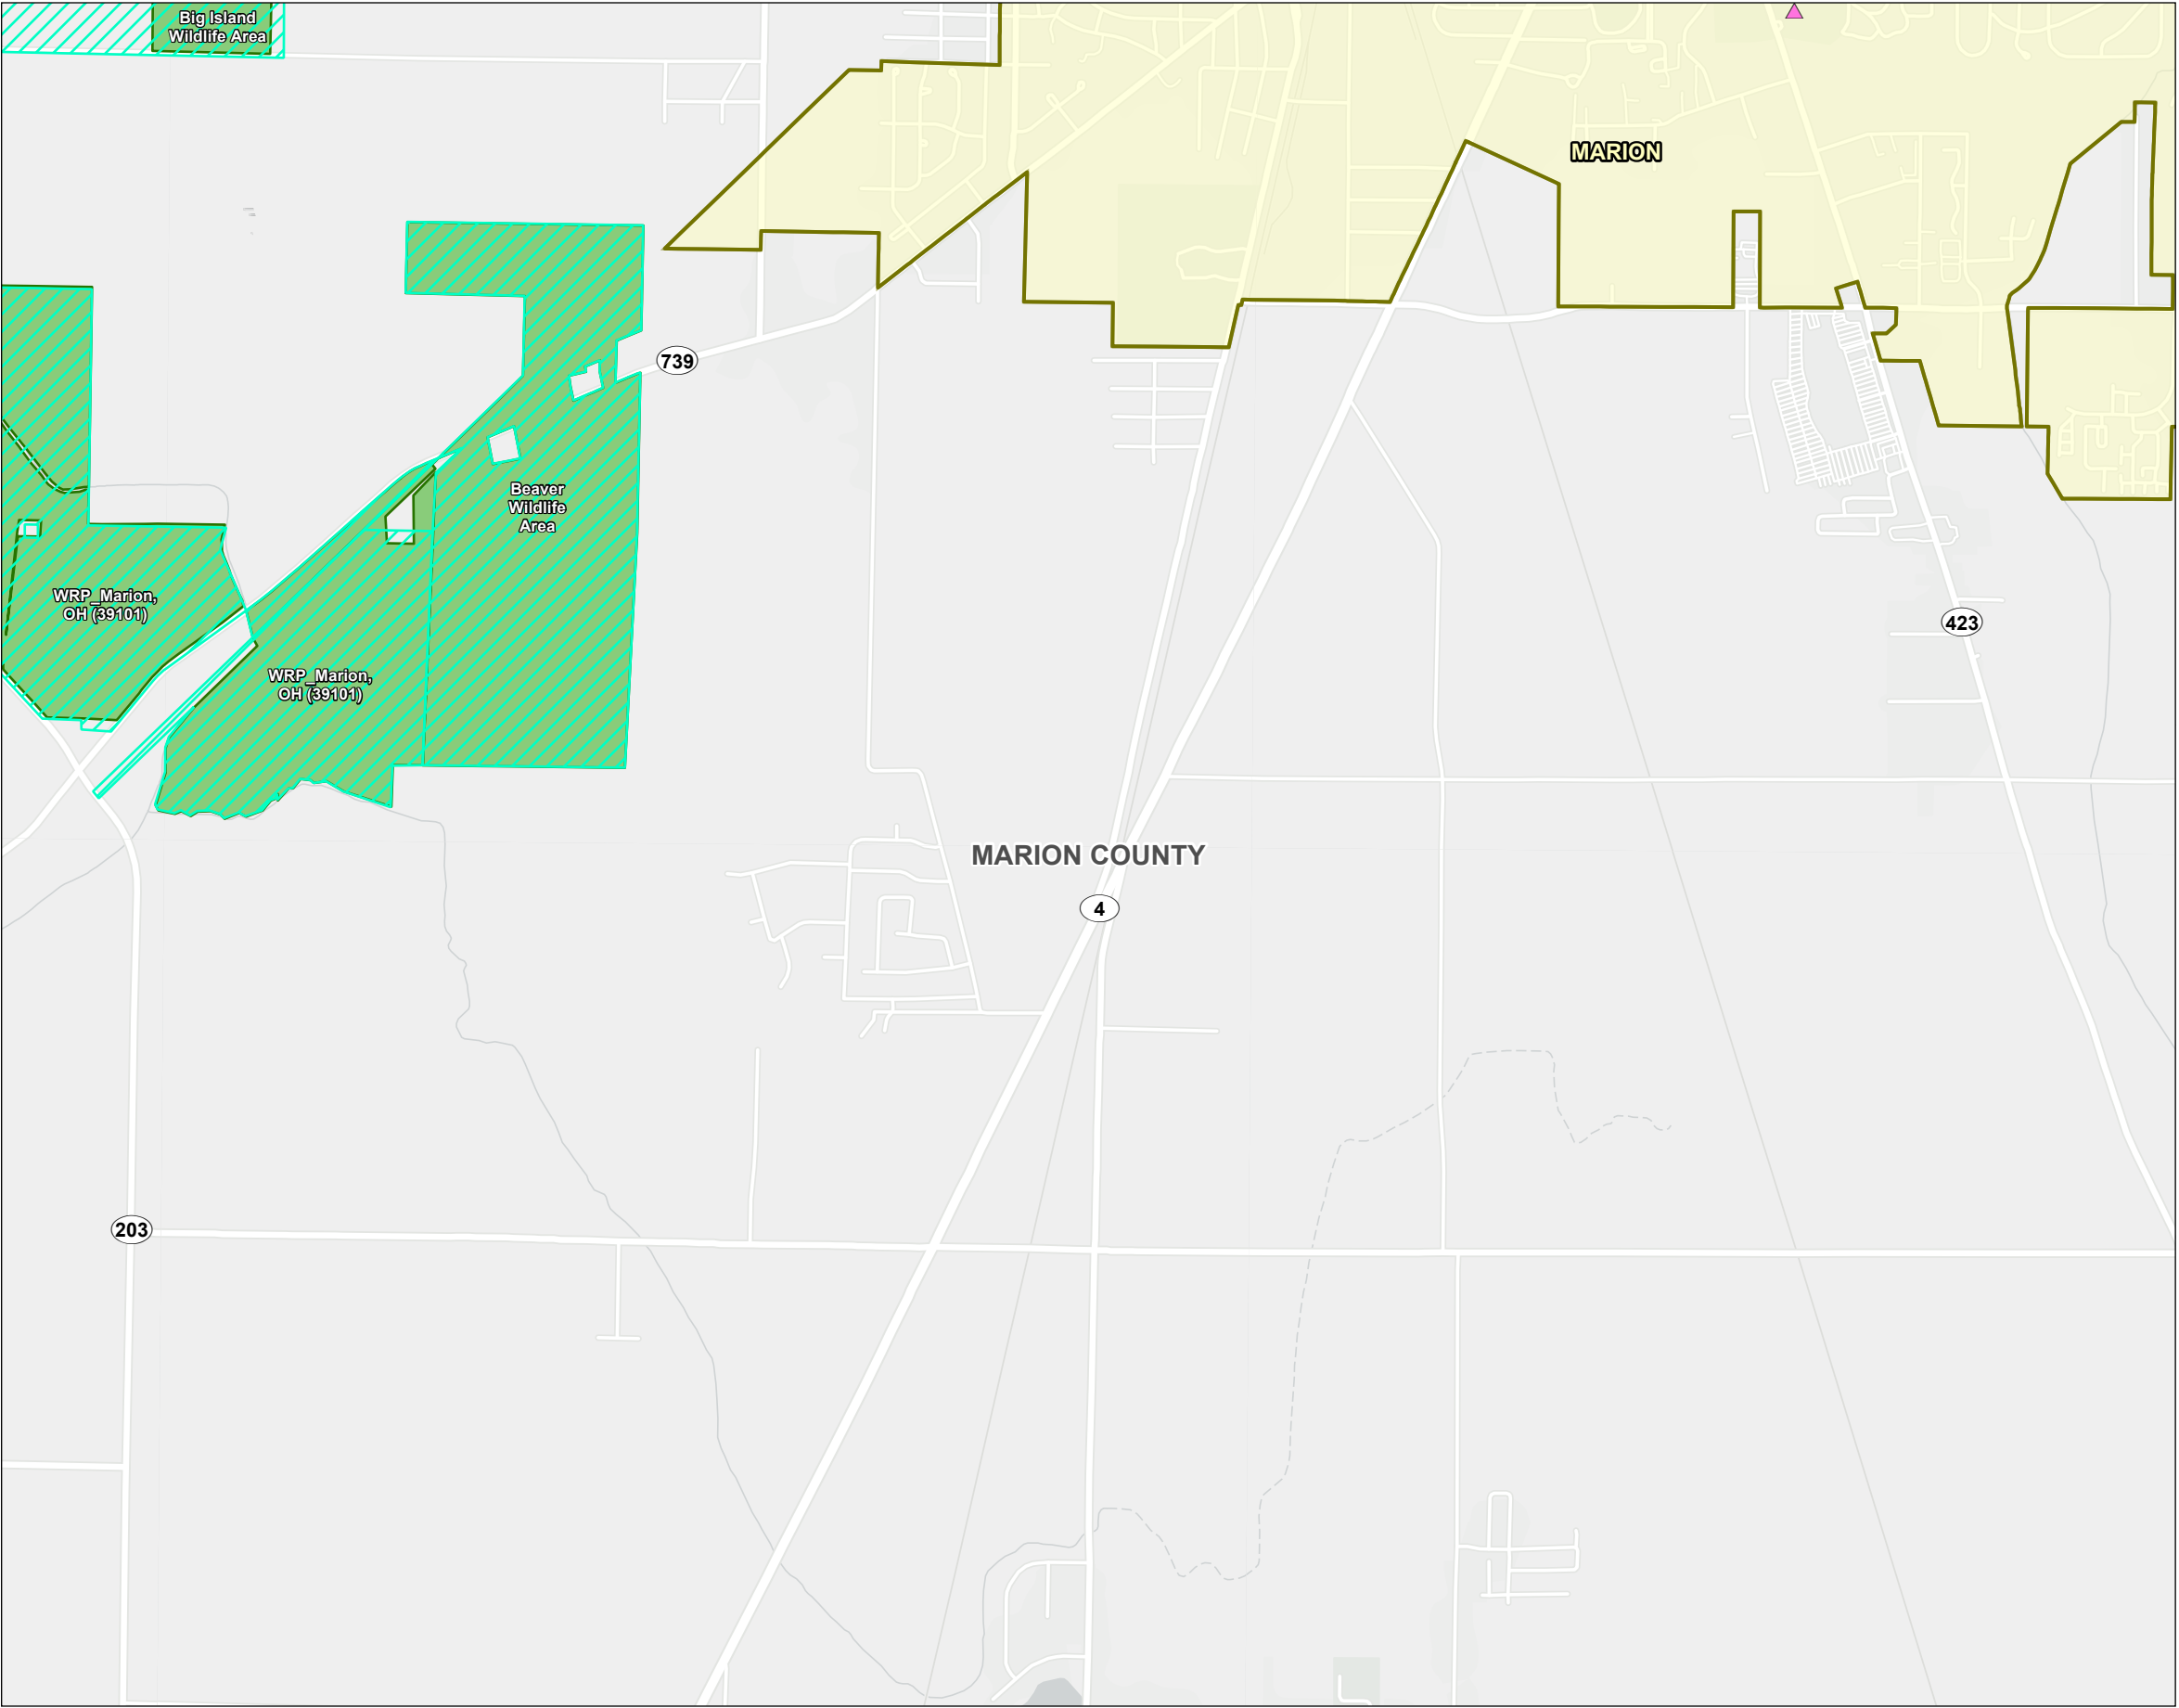 Big Island
Wildlife Area
MARION
739
Beaver
Wildlife
Area
WRP_Marion,
OH (39101)
423
WRP_Marion,
OH (39101)
MARION COUNTY
4
203